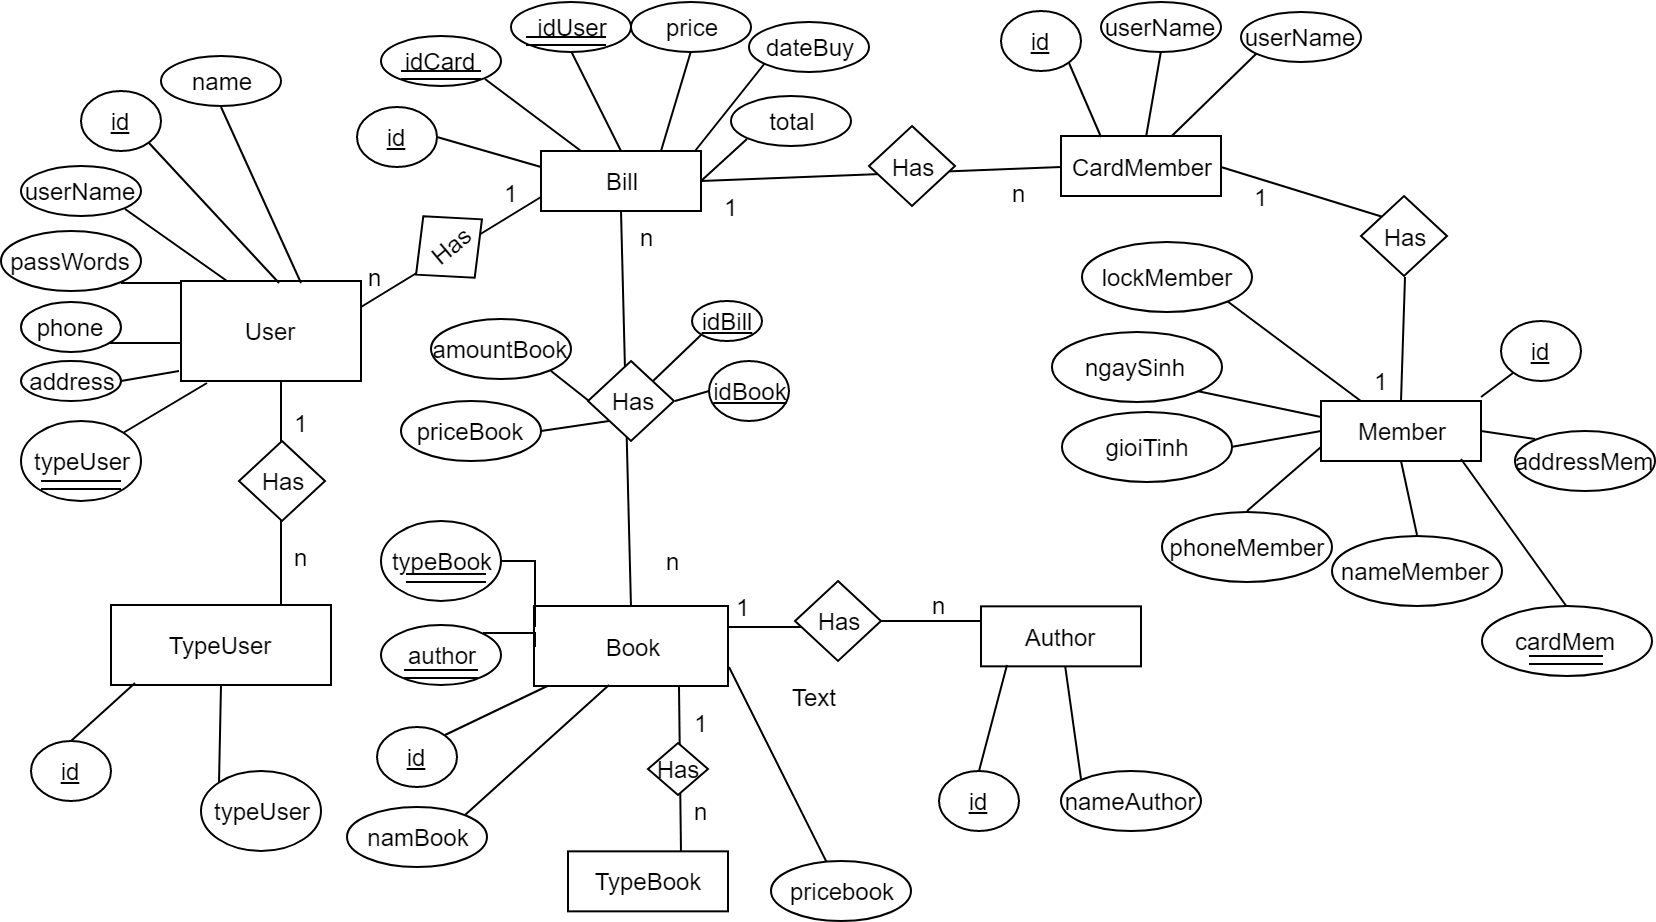 idUser
price
userName
id
userName
dateBuy
idCard
name
total
id
id
CardMember
Has
Bill
userName
1
n
1
1
Has
n
Has
passWords
n
lockMember
phone
User
idBill
amountBook
id
ngaySinh
address
1
idBook
Has
1
priceBook
Member
gioiTinh
typeUser
addressMem
Has
phoneMember
n
n
typeBook
nameMember
1
n
Has
Author
TypeUser
Book
author
cardMem
Text
1
id
id
Has
id
nameAuthor
typeUser
n
namBook
TypeBook
pricebook